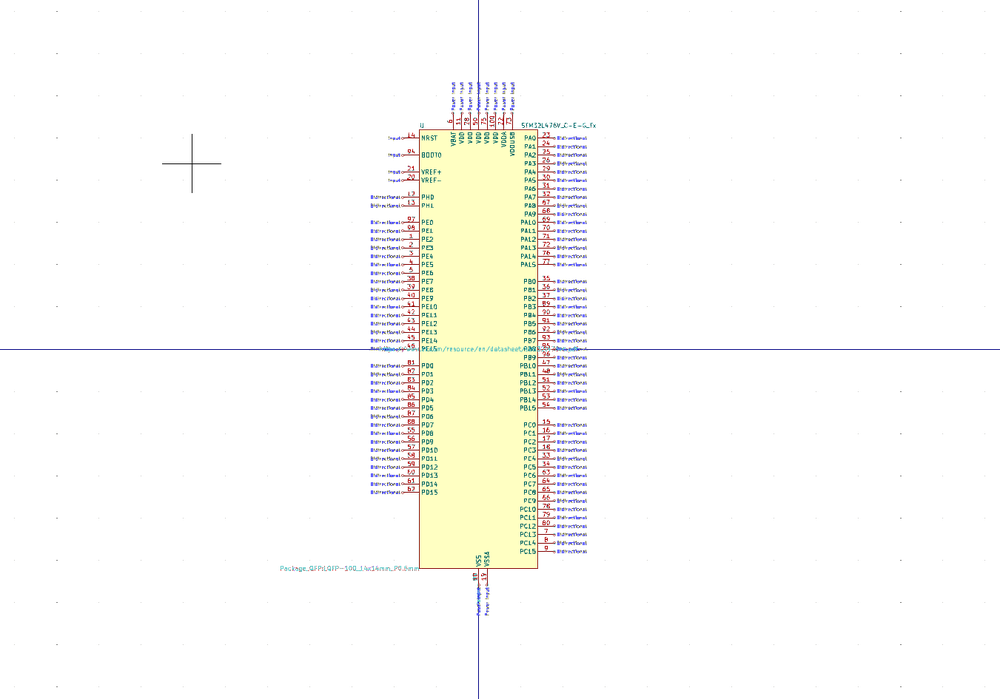 Power Input
Power Input
Power Input
Power Input
Power Input
Power Input
Power Input
Power Input
6
11
28
50
75
100
22
73
VBAT
VDD
VDD
VDD
VDD
VDD
VDDA
VDDUSB
U
Input 14 NRST
Input 94 BOOT0
Input 21 VREF+
Input 20 VREF-
Bidirectional 12 PH0
Bidirectional 13 PH1
Bidirectional 97 PE0
Bidirectional 98 PE1
Bidirectional 1 PE2
Bidirectional 2 PE3
Bidirectional 3 PE4
Bidirectional 4 PE5
Bidirectional 5 PE6
Bidirectional 38 PE7
Bidirectional 39 PE8
Bidirectional 40 PE9
Bidirectional 41 PE10
Bidirectional 42 PE11
Bidirectional 43 PE12
Bidirectional 44 PE13
Bidirectional 45 PE14
46 PE15
Bidirectional 81 PD0
Bidirectional 82 PD1
Bidirectional 83 PD2
Bidirectional 84 PD3
Bidirectional 85 PD4
Bidirectional 86 PD5
Bidirectional 87 PD6
Bidirectional 88 PD7
Bidirectional 55 PD8
Bidirectional 56 PD9
Bidirectional 57 PD10
Bidirectional 58 PD11
Bidirectional 59 PD12
Bidirectional 60 PD13
Bidirectional 61 PD14
Bidirectional 62 PD15
PA0 23 Bidirectional
PA1 24 Bidirectional
PA2 25 Bidirectional
PA3 26 Bidirectional
PA4 29 Bidirectional
PA5 30 Bidirectional
PA6 31 Bidirectional
PA7 32 Bidirectional
PA8 67 Bidirectional
PA9 68 Bidirectional
PA10 69 Bidirectional
PA11 70 Bidirectional
PA12 71 Bidirectional
PA13 72 Bidirectional
PA14 76 Bidirectional
PA15 77 Bidirectional
PB0 35 Bidirectional
PB1 36 Bidirectional
PB2 37 Bidirectional
PB3 89 Bidirectional
PB4 90 Bidirectional
PB5 91 Bidirectional
PB6 92 Bidirectional
PB7 93 Bidirectional
/resource/en/datasheet/
PB9 96 Bidirectional
PB10 47 Bidirectional
PB11 48 Bidirectional
PB12 51 Bidirectional
PB13 52 Bidirectional
PB14 53 Bidirectional
PB15 54 Bidirectional
PC0 15 Bidirectional
PC1 16 Bidirectional
PC2 17 Bidirectional
PC3 18 Bidirectional
PC4 33 Bidirectional
PC5 34 Bidirectional
PC6 63 Bidirectional
PC7 64 Bidirectional
PC8 65 Bidirectional
PC9 66 Bidirectional
PC10 78 Bidirectional
PC11 79 Bidirectional
PC12 80 Bidirectional
PC13 7 Bidirectional
PC14 8 Bidirectional
PC15 9 Bidirectional
VSS
VSSA
Package_QFP:LQFP-100_14x14mm_P0.5mm
19
Power Input